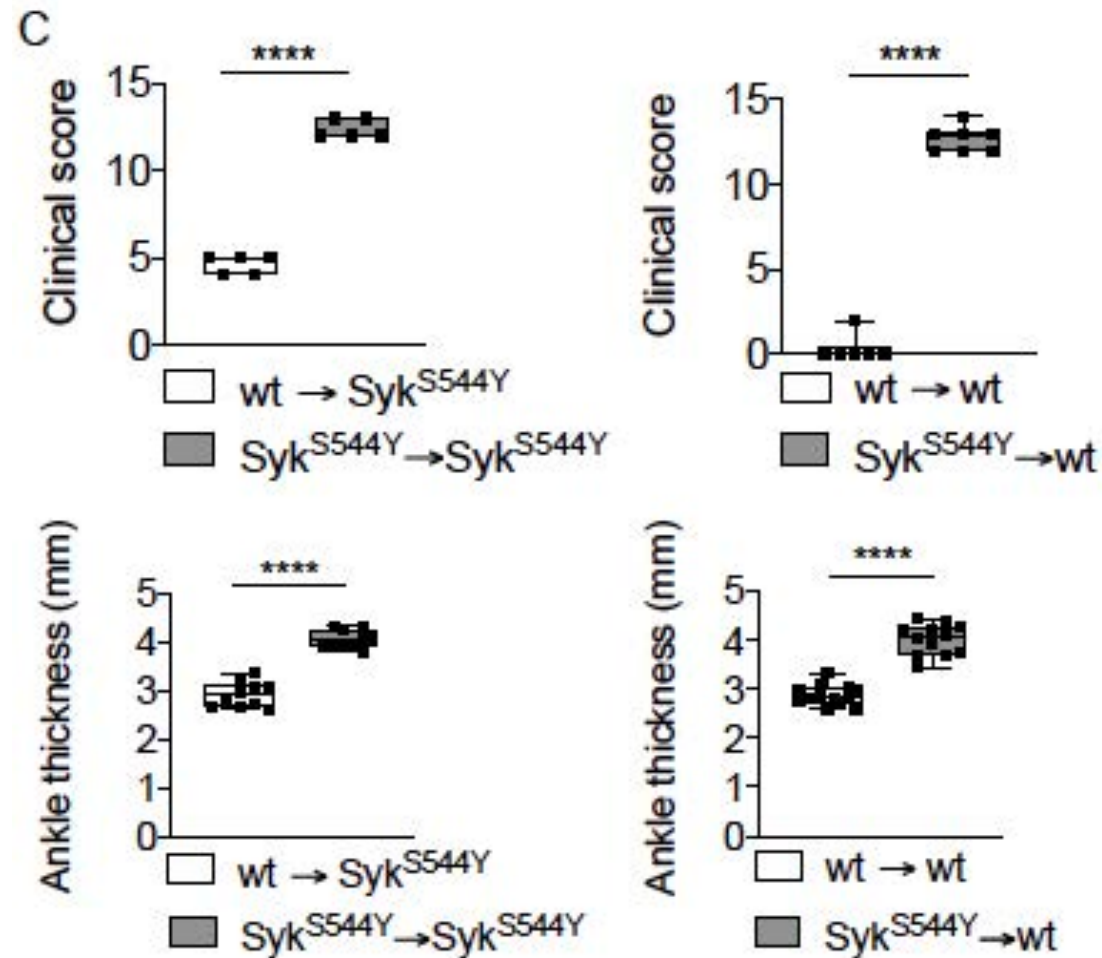 C
****
Clinical score
15
10
5
0
wt → Syk^S544Y
Syk^S544Y → Syk^S544Y
****
Clinical score
15
10
5
0
wt → wt
Syk^S544Y → wt
****
Ankle thickness (mm)
5
4
3
2
1
0
wt → Syk^S544Y
Syk^S544Y → Syk^S544Y
****
Ankle thickness (mm)
5
4
3
2
1
0
wt → wt
Syk^S544Y → wt